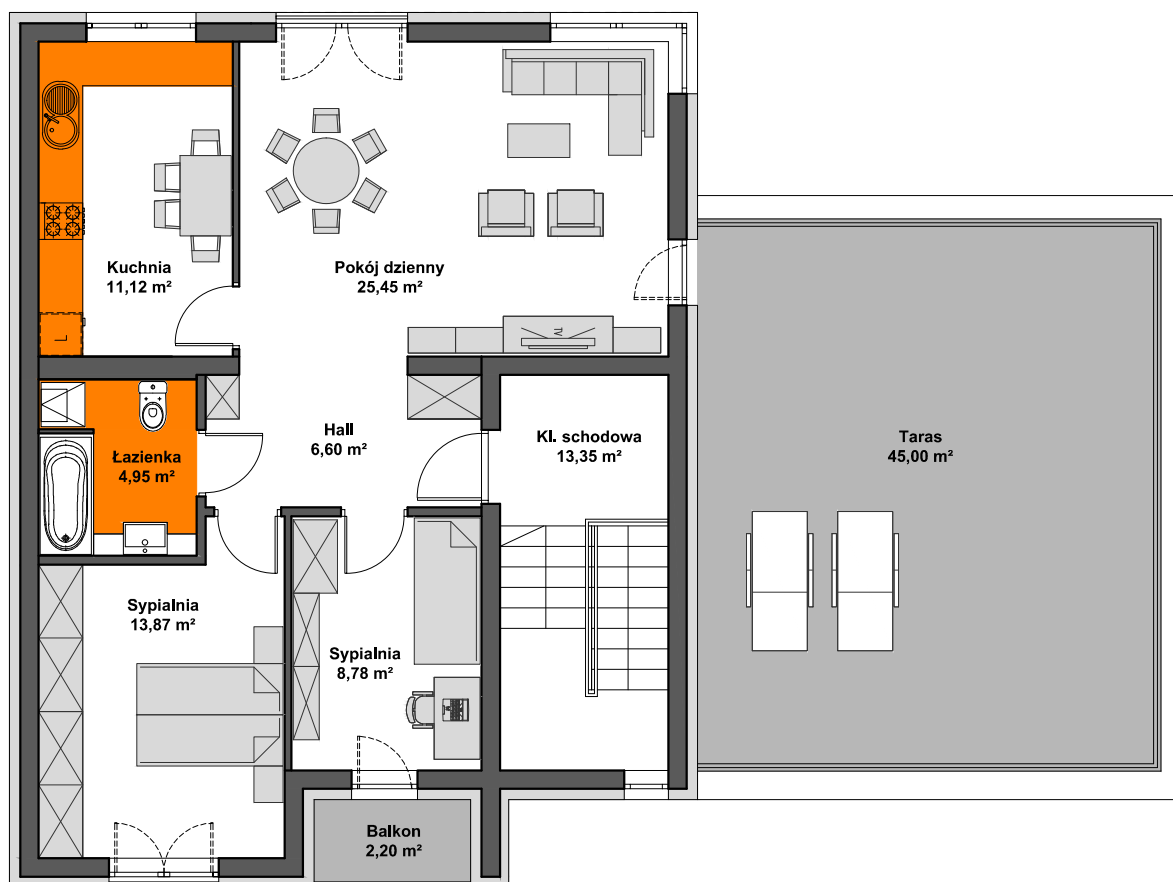 Kuchnia
11,12 m²
Pokój dzienny
25,45 m²
TV
L
Hall
6,60 m²
Kl. schodowa
13,35 m²
Taras
45,00 m²
Łazienka
4,95 m²
Sypialnia
13,87 m²
Sypialnia
8,78 m²
Balkon
2,20 m²